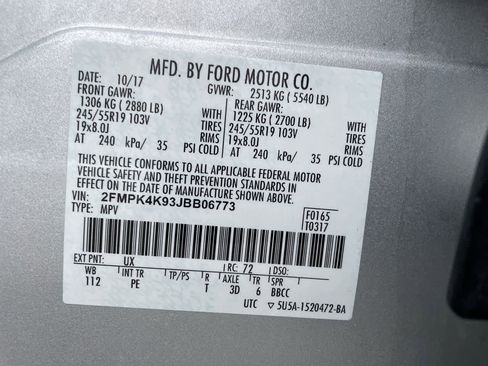 MFD. BY FORD MOTOR CO.
DATE: 10/17 GVWR: 2513 KG ( 5540 LB)
FRONT GAWR: REAR GAWR:
1306 KG ( 2880 LB) WITH 1225 KG ( 2700 LB) WITH
245/55R19 103V TIRES 245/55R19 103V TIRES
19x8.0J RIMS 19x8.0J RIMS
AT 240 kPa/ 35 PSI COLD AT 240 kPa/ 35 PSI COLD
THIS VEHICLE CONFORMS TO ALL APPLICABLE FEDERAL MOTOR
VEHICLE SAFETY AND THEFT PREVENTION STANDARDS IN
EFFECT ON THE DATE OF MANUFACTURE SHOWN ABOVE.
VIN: 2FMPK4K93JBB06773 F0165
TYPE: MPV T0317
EXT PNT: UX RC: 72 DSO:
WB INT TR TP/PS R AXLE TR S
112 PE T 3D 6 BBCC
UTC ▽ 5U5A-1520472-BA